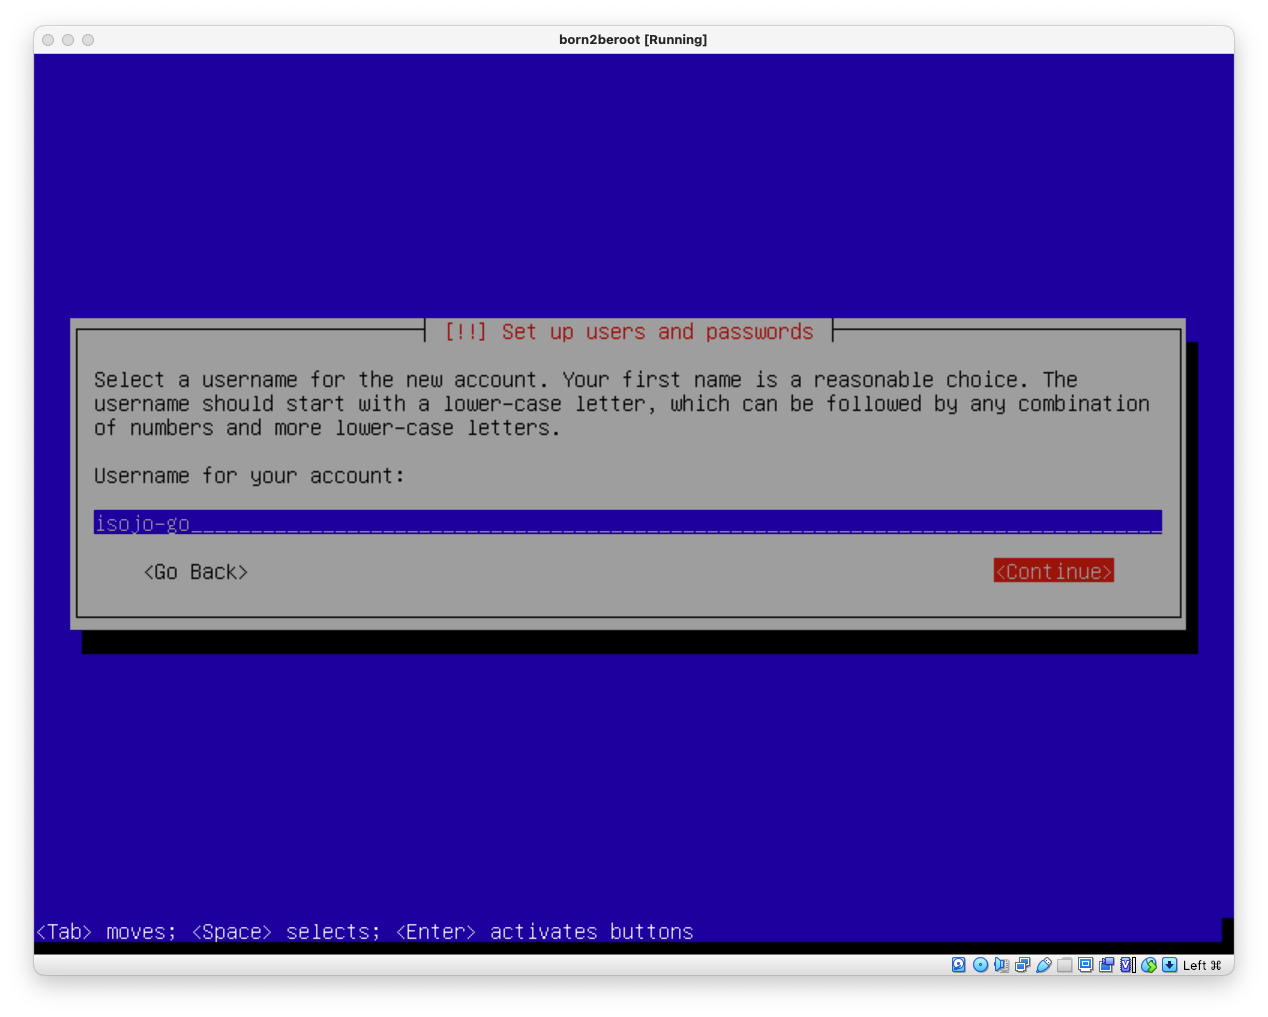 born2beroot [Running]
[!!] Set up users and passwords
Select a username for the new account. Your first name is a reasonable choice. The
username should start with a lower-case letter, which can be followed by any combination
of numbers and more lower-case letters.
Username for your account:
isojo-go
<Go Back> <Continue>
<Tab> moves; <Space> selects; <Enter> activates buttons
Left ⌘